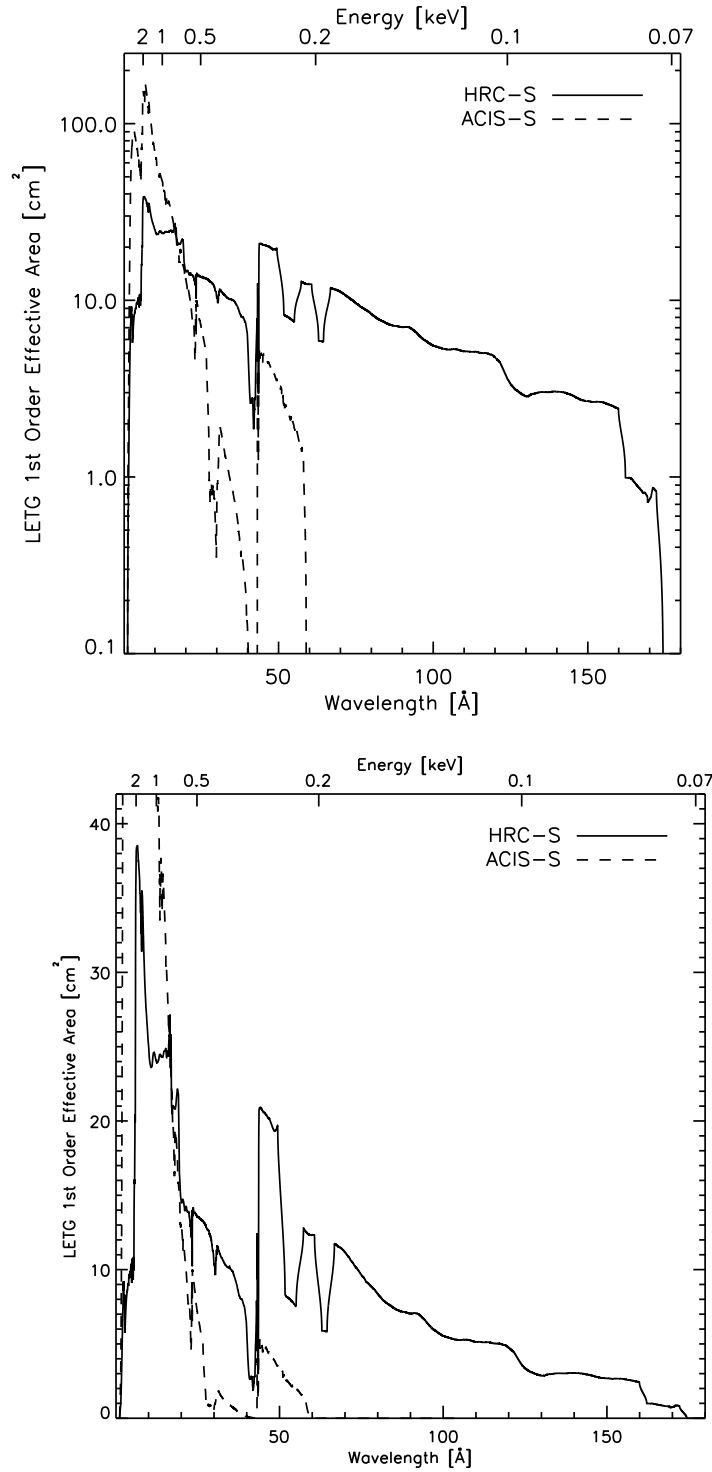 Energy [keV]
2 1 0.5 0.2 0.1 0.07
HRC-S
ACIS-S
100.0
10.0
1.0
0.1
LETG 1st Order Effective Area [cm²]
50 100 150
Wavelength [Å]
Energy [keV]
2 1 0.5 0.2 0.1 0.07
HRC-S
ACIS-S
40
30
20
10
0
LETG 1st Order Effective Area [cm²]
50 100 150
Wavelength [Å]